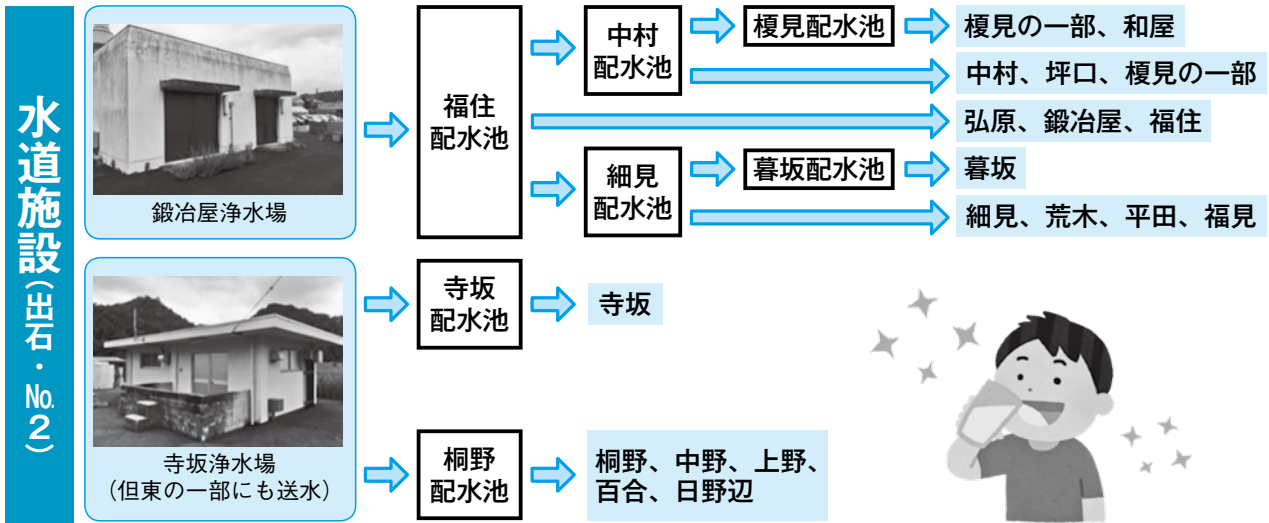 水道施設(出石・№2)
鍛冶屋浄水場
福住
配水池
中村
配水池
榎見配水池
榎見の一部、和屋
中村、坪口、榎見の一部
弘原、鍛冶屋、福住
細見
配水池
暮坂配水池
暮坂
細見、荒木、平田、福見
寺坂浄水場
(但東の一部にも送水)
寺坂
配水池
寺坂
桐野
配水池
桐野、中野、上野、
百合、日野辺